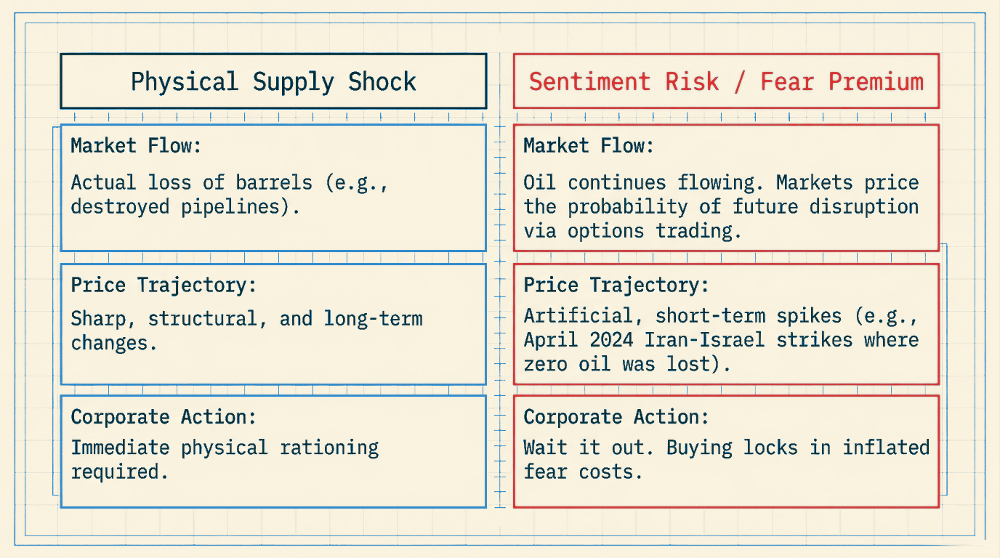 Physical Supply Shock
Market Flow:
Actual loss of barrels (e.g.,
destroyed pipelines).
Price Trajectory:
Sharp, structural, and long-term
changes.
Corporate Action:
Immediate physical rationing
required.
Sentiment Risk / Fear Premium
Market Flow:
Oil continues flowing. Markets price
the probability of future disruption
via options trading.
Price Trajectory:
Artificial, short-term spikes (e.g.,
April 2024 Iran-Israel strikes where
zero oil was lost).
Corporate Action:
Wait it out. Buying locks in inflated
fear costs.